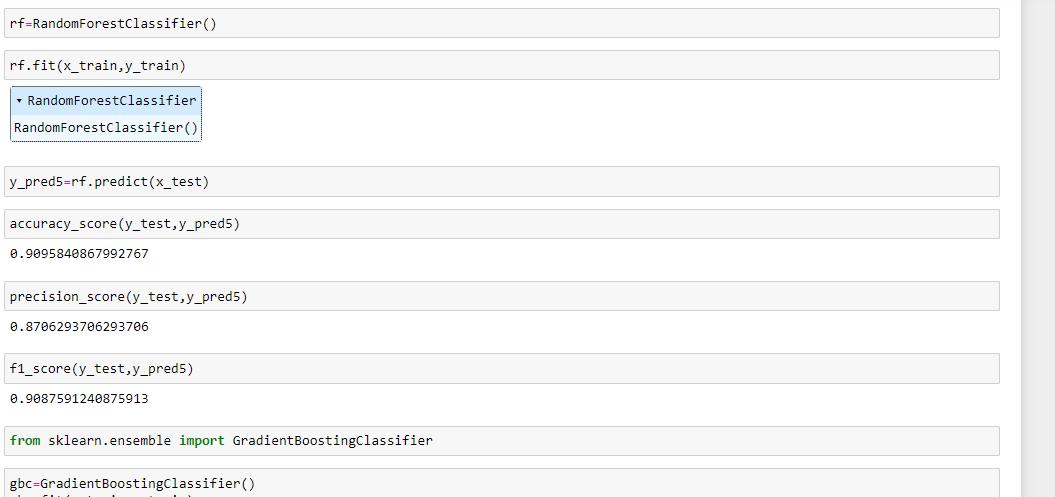 rf=RandomForestClassifier()
rf.fit(x_train,y_train)
▾ RandomForestClassifier
RandomForestClassifier()
y_pred5=rf.predict(x_test)
accuracy_score(y_test,y_pred5)
0.9095840867992767
precision_score(y_test,y_pred5)
0.8706293706293706
f1_score(y_test,y_pred5)
0.9087591240875913
from sklearn.ensemble import GradientBoostingClassifier
gbc=GradientBoostingClassifier()